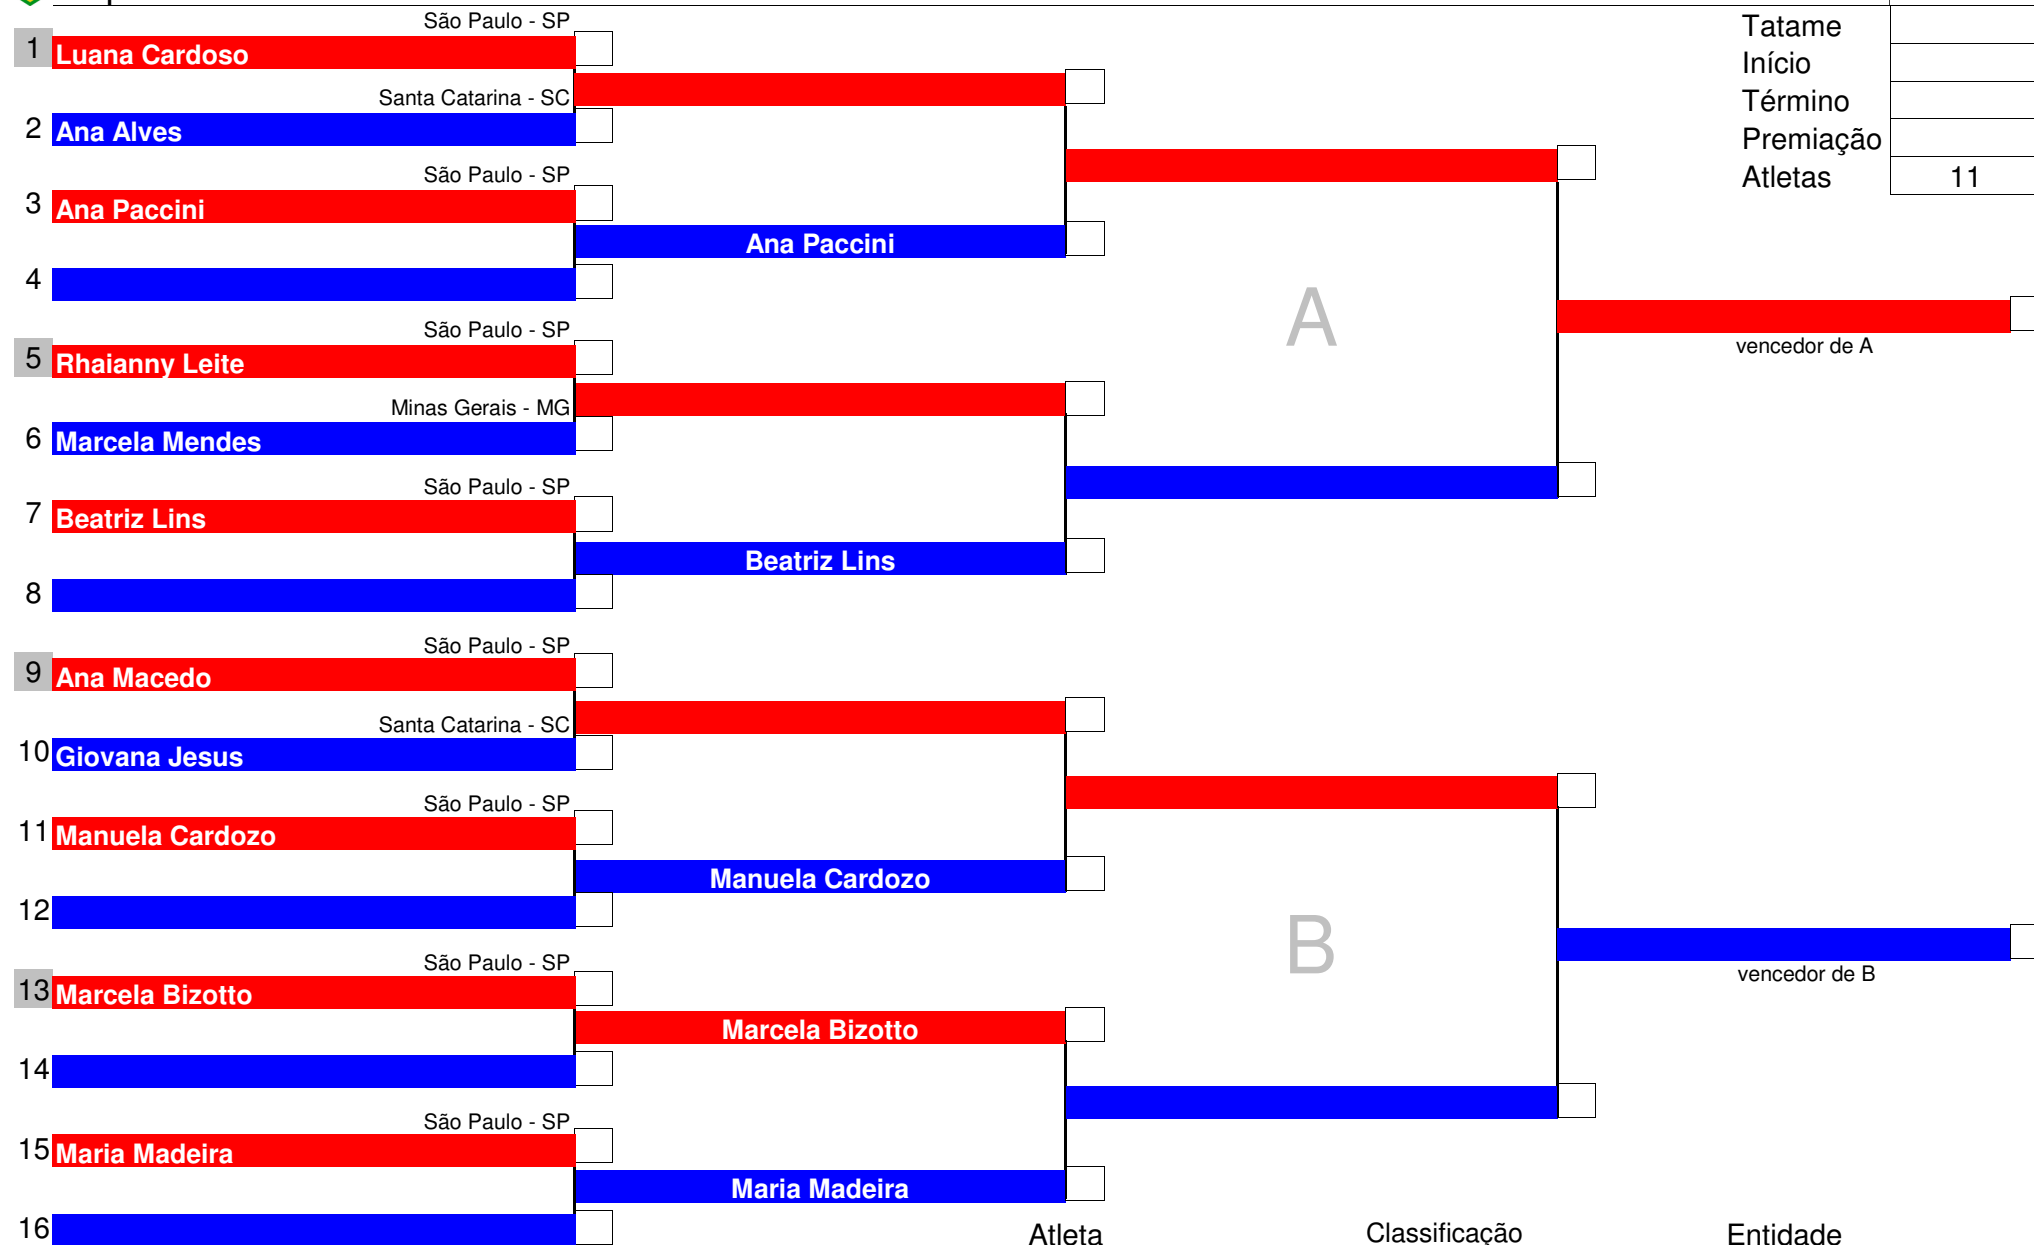 São Paulo - SP
1 Luana Cardoso
Santa Catarina - SC
2 Ana Alves
São Paulo - SP
3 Ana Paccini
Ana Paccini
4
São Paulo - SP
5 Rhaianny Leite
Minas Gerais - MG
6 Marcela Mendes
São Paulo - SP
7 Beatriz Lins
Beatriz Lins
8
São Paulo - SP
9 Ana Macedo
Santa Catarina - SC
10 Giovana Jesus
São Paulo - SP
11 Manuela Cardozo
Manuela Cardozo
12
São Paulo - SP
13 Marcela Bizotto
Marcela Bizotto
14
São Paulo - SP
15 Maria Madeira
Maria Madeira
16
A
B
vencedor de A
vencedor de B
Tatame
Início
Término
Premiação
Atletas 11
Atleta Classificação Entidade